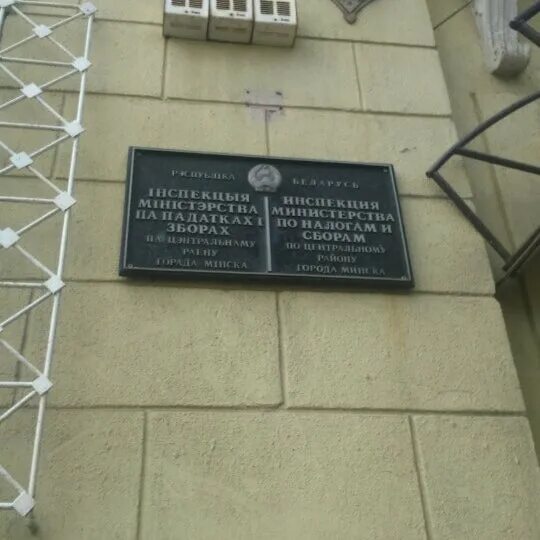 РЭСПУБЛІКА БЕЛАРУСЬ
ІНСПЕКЦЫЯ
МІНІСТЭРСТВА
ПА ПАДАТКАХ І
ЗБОРАХ
ПА ЦЭНТРАЛЬНАМУ
РАЕНУ
ГОРАДА МІНСКА
ИНСПЕКЦИЯ
МИНИСТЕРСТВА
ПО НАЛОГАМ И
СБОРАМ
ПО ЦЕНТРАЛЬНОМУ
РАЙОНУ
ГОРОДА МИНСКА